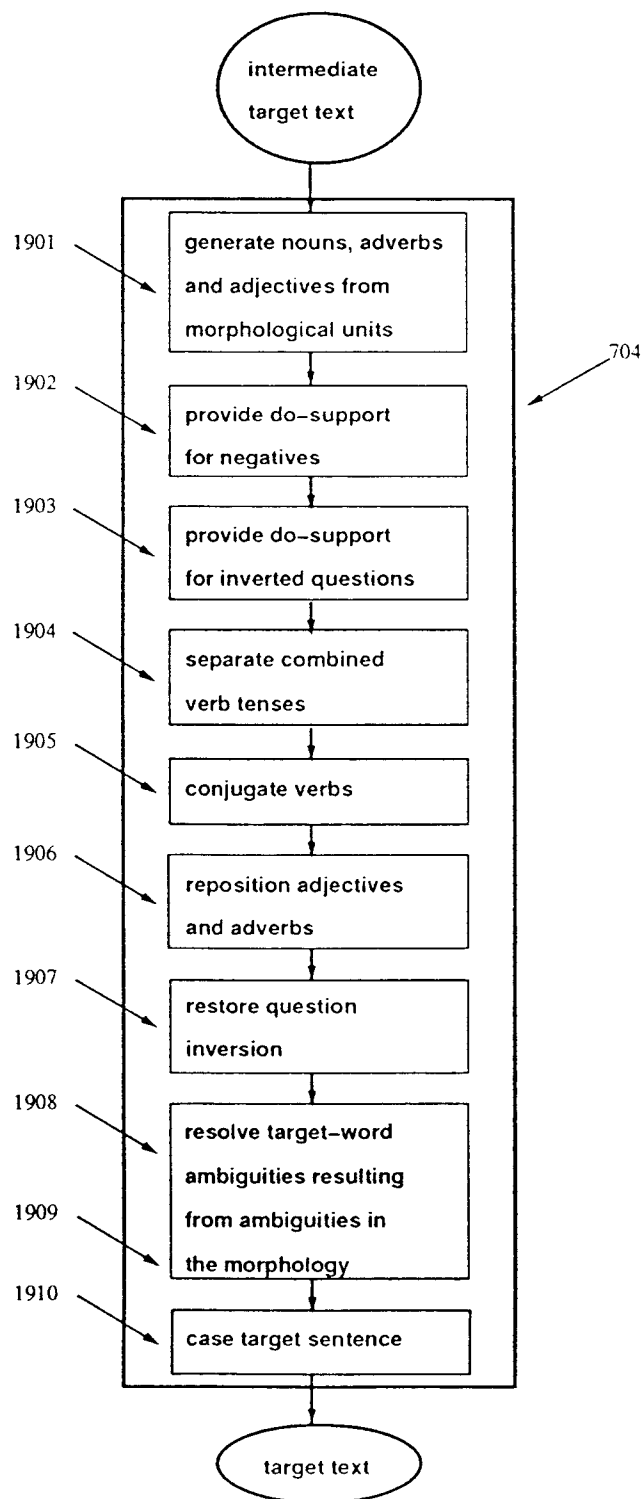 intermediate
target text
1901
generate nouns, adverbs
and adjectives from
morphological units
704
1902
provide do–support
for negatives
1903
provide do–support
for inverted questions
1904
separate combined
verb tenses
1905
conjugate verbs
1906
reposition adjectives
and adverbs
1907
restore question
inversion
1908
resolve target–word
ambiguities resulting
from ambiguities in
1909
the morphology
1910
case target sentence
target text